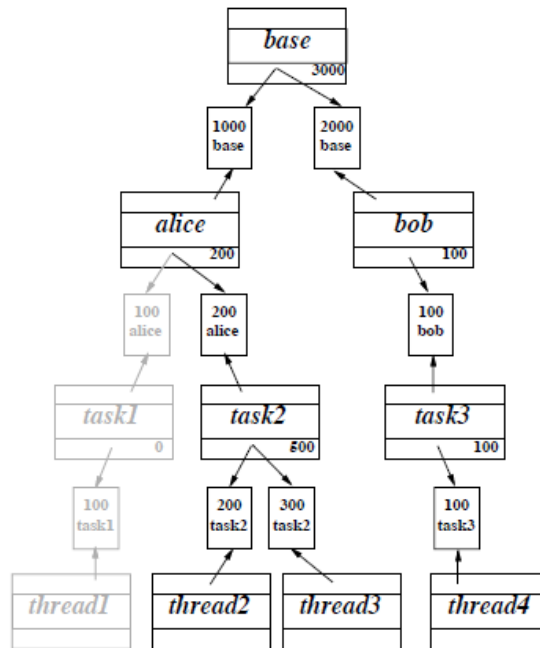 base
3000
1000
base
2000
base
alice
200
bob
100
100
alice
200
alice
100
bob
task1
0
task2
500
task3
100
100
task1
200
task2
300
task2
100
task3
thread1
thread2
thread3
thread4